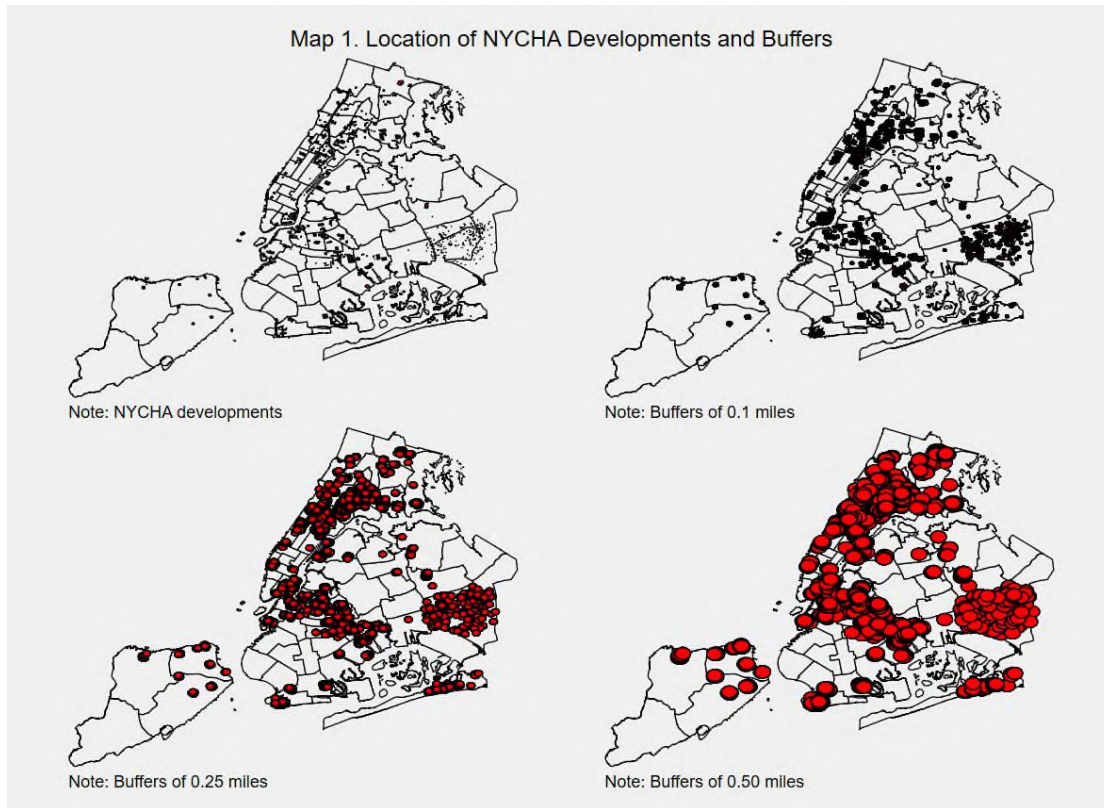 Map 1. Location of NYCHA Developments and Buffers
Note: NYCHA developments
Note: Buffers of 0.1 miles
Note: Buffers of 0.25 miles
Note: Buffers of 0.50 miles